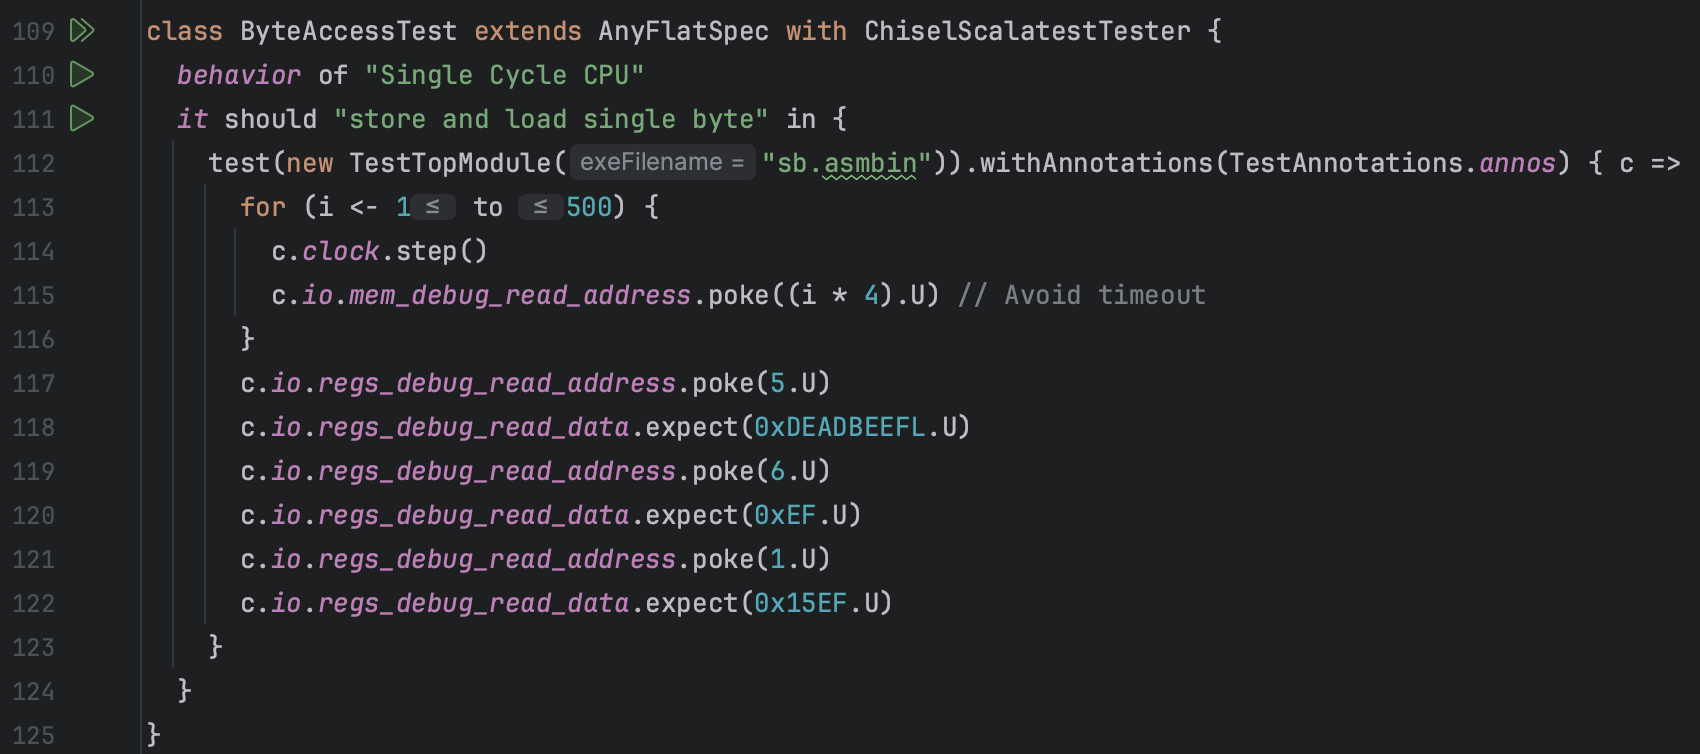 109 class ByteAccessTest extends AnyFlatSpec with ChiselScalatestTester {
110 behavior of "Single Cycle CPU"
111 it should "store and load single byte" in {
112 test(new TestTopModule( exeFilename = "sb.asmbin")).withAnnotations(TestAnnotations.annos) { c =>
113 for (i <- 1 ≤ to ≤ 500) {
114 c.clock.step()
115 c.io.mem_debug_read_address.poke((i * 4).U) // Avoid timeout
116 }
117 c.io.regs_debug_read_address.poke(5.U)
118 c.io.regs_debug_read_data.expect(0xDEADBEEFL.U)
119 c.io.regs_debug_read_address.poke(6.U)
120 c.io.regs_debug_read_data.expect(0xEF.U)
121 c.io.regs_debug_read_address.poke(1.U)
122 c.io.regs_debug_read_data.expect(0x15EF.U)
123 }
124 }
125 }